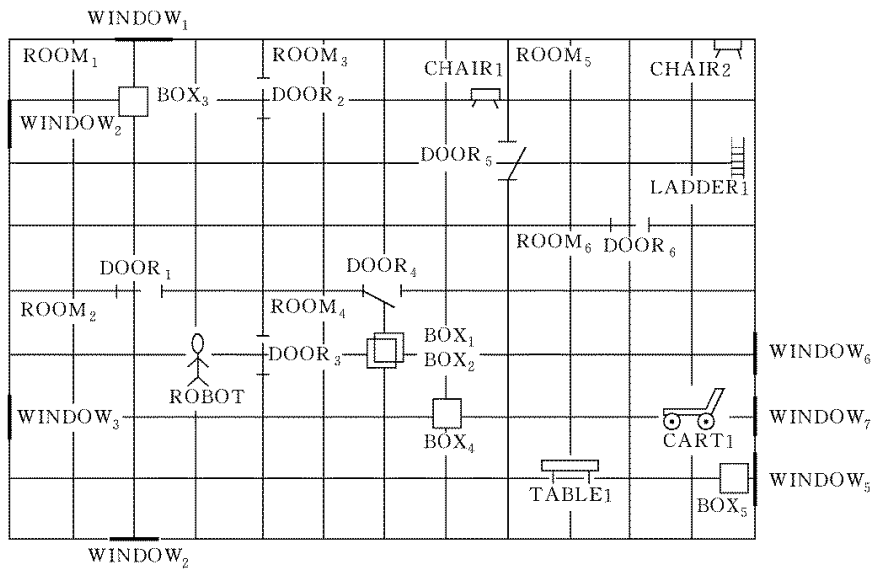 WINDOW₁
ROOM₁
ROOM₃
ROOM₅
CHAIR1
CHAIR2
BOX₃
DOOR₂
WINDOW₂
DOOR₅
LADDER1
ROOM₆
DOOR₆
DOOR₁
DOOR₄
ROOM₂
ROOM₄
BOX₁
DOOR₃
BOX₂
WINDOW₆
ROBOT
WINDOW₃
WINDOW₇
BOX₄
CART1
WINDOW₅
TABLE1
BOX₅
WINDOW₂